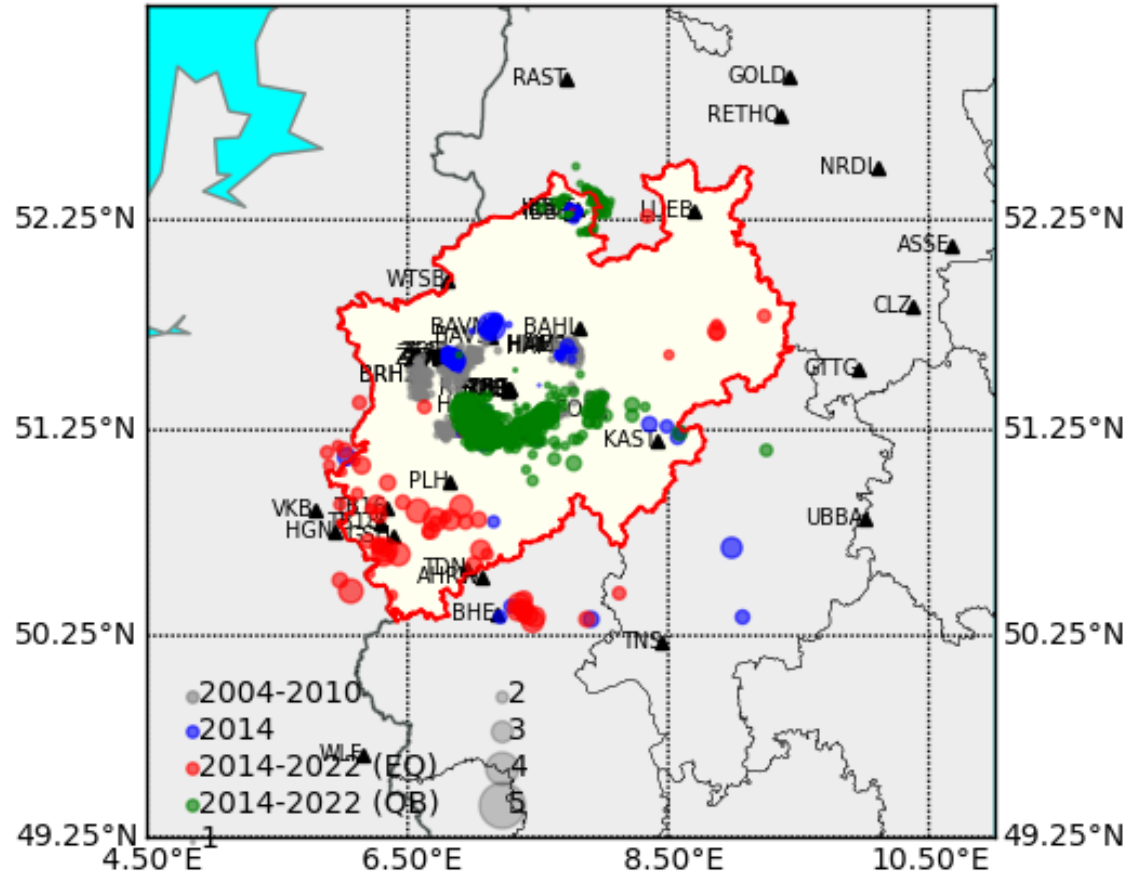 RAST
GOLD
RETHO
NRDL
52.25°N
52.25°N
ASSE
WTSB
CLZ
BAHL
GTTG
BRH
51.25°N
KAST
51.25°N
PLH
VKB
HGN
UBBA
TDN
BHE
50.25°N
TNS
50.25°N
2004-2010
2
2014
3
WLF
2014-2022 (EQ)
4
2014-2022 (QB)
5
49.25°N
1
49.25°N
4.50°E
6.50°E
8.50°E
10.50°E